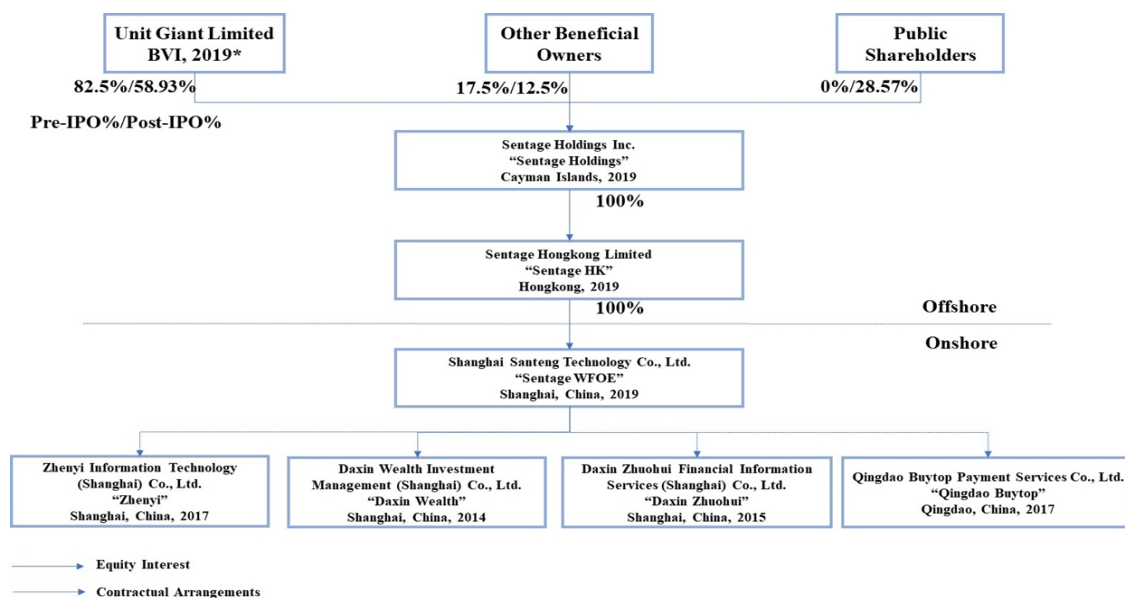 Unit Giant Limited
BVI, 2019*
Other Beneficial
Owners
Public
Shareholders
82.5%/58.93%
17.5%/12.5%
0%/28.57%
Pre-IPO%/Post-IPO%
Sentage Holdings Inc.
“Sentage Holdings”
Cayman Islands, 2019
100%
Sentage Hongkong Limited
“Sentage HK”
Hongkong, 2019
100%
Offshore
Onshore
Shanghai Santeng Technology Co., Ltd.
“Sentage WFOE”
Shanghai, China, 2019
Zhenyi Information Technology
(Shanghai) Co., Ltd.
“Zhenyi”
Shanghai, China, 2017
Daxin Wealth Investment
Management (Shanghai) Co., Ltd.
“Daxin Wealth”
Shanghai, China, 2014
Daxin Zhuohui Financial Information
Services (Shanghai) Co., Ltd.
“Daxin Zhuohui”
Shanghai, China, 2015
Qingdao Buytop Payment Services Co., Ltd.
“Qingdao Buytop”
Qingdao, China, 2017
Equity Interest
Contractual Arrangements